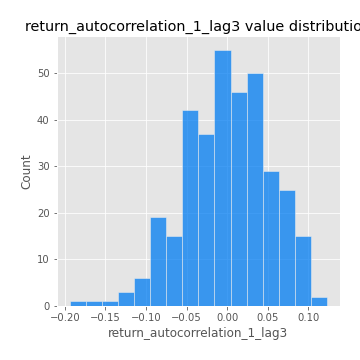 return_autocorrelation_1_lag3 value distributio
50
40
30
20
10
0
Count
−0.20 −0.15 −0.10 −0.05 0.00 0.05 0.10
return_autocorrelation_1_lag3